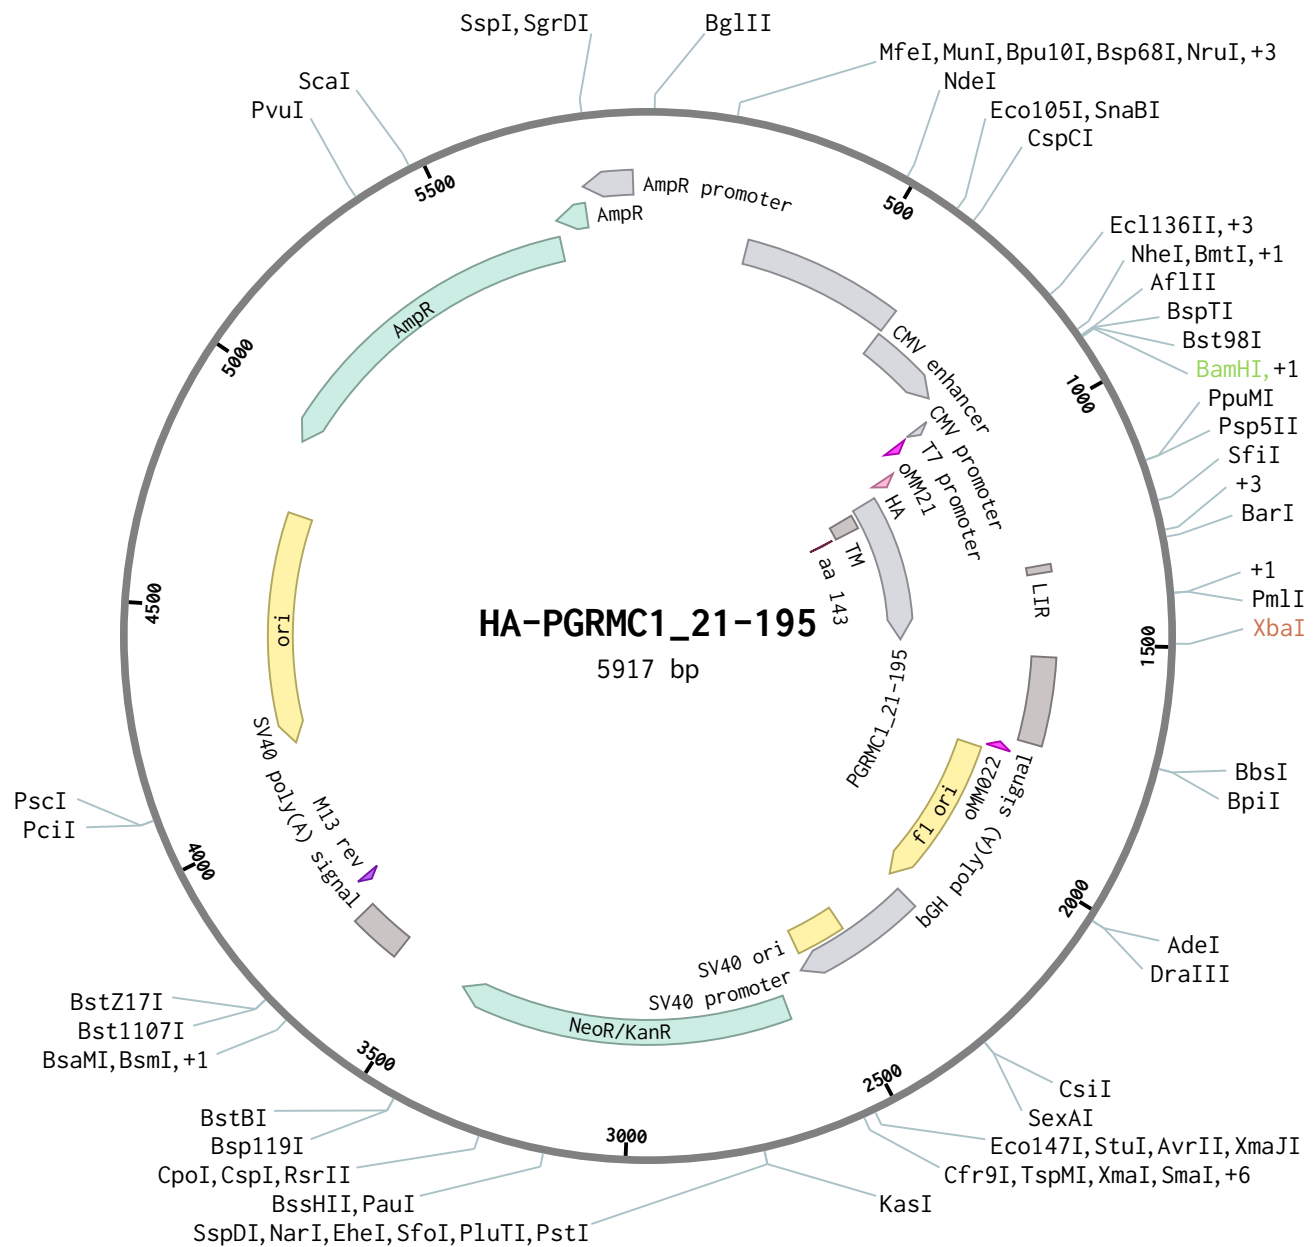 SspI, SgrDI
BglII
MfeI, MunI, Bpu10I, Bsp68I, NruI, +3
NdeI
Eco105I, SnaBI
CspCI
ScaI
PvuI
Ecl136II, +3
NheI, BmtI, +1
AflII
BspTI
Bst98I
BamHI, +1
PpuMI
Psp5II
SfiI
+3
BarI
+1
PmlI
XbaI
BbsI
BpiI
AdeI
DraIII
CsiI
SexAI
Eco147I, StuI, AvrII, XmaJI
Cfr9I, TspMI, XmaI, SmaI, +6
KasI
SspDI, NarI, EheI, SfoI, PluTI, PstI
BssHII, PauI
CpoI, CspI, RsrII
Bsp119I
BstBI
BsaMI, BsmI, +1
Bst1107I
BstZ17I
PciI
PscI
500
1000
1500
2000
2500
3000
3500
4000
4500
5000
5500
AmpR promoter
AmpR
AmpR
CMV enhancer
CMV promoter
T7 promoter
oMM21
HA
TM
aa 143
LIR
PGRMC1_21-195
HA-PGRMC1_21-195
5917 bp
oMM022
bGH poly(A) signal
f1 ori
SV40 ori
SV40 promoter
NeoR/KanR
SV40 poly(A) signal
M13 rev
ori